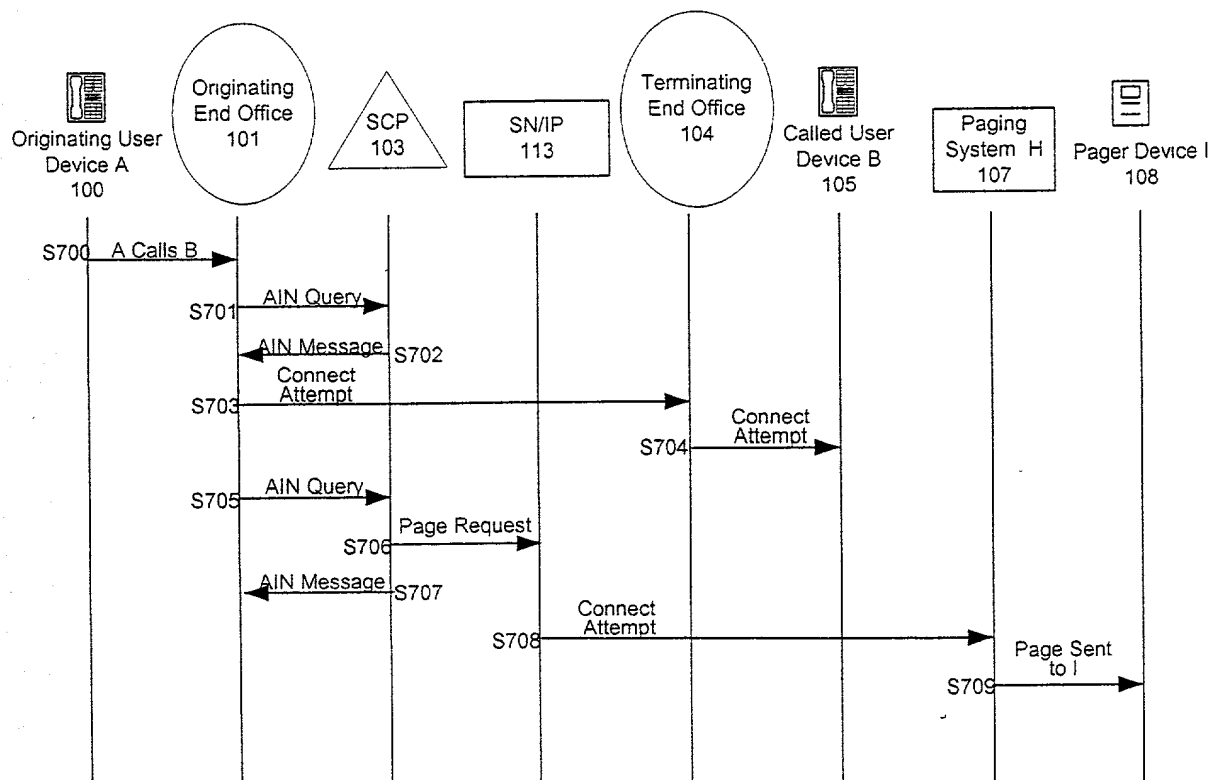 Originating User
Device A
100
Originating
End Office
101
SCP
103
SN/IP
113
Terminating
End Office
104
Called User
Device B
105
Paging
System H
107
Pager Device I
108
S700
A Calls B
S701
AIN Query
AIN Message
S702
S703
Connect
Attempt
S704
Connect
Attempt
S705
AIN Query
S706
Page Request
AIN Message
S707
S708
Connect
Attempt
S709
Page Sent
to I